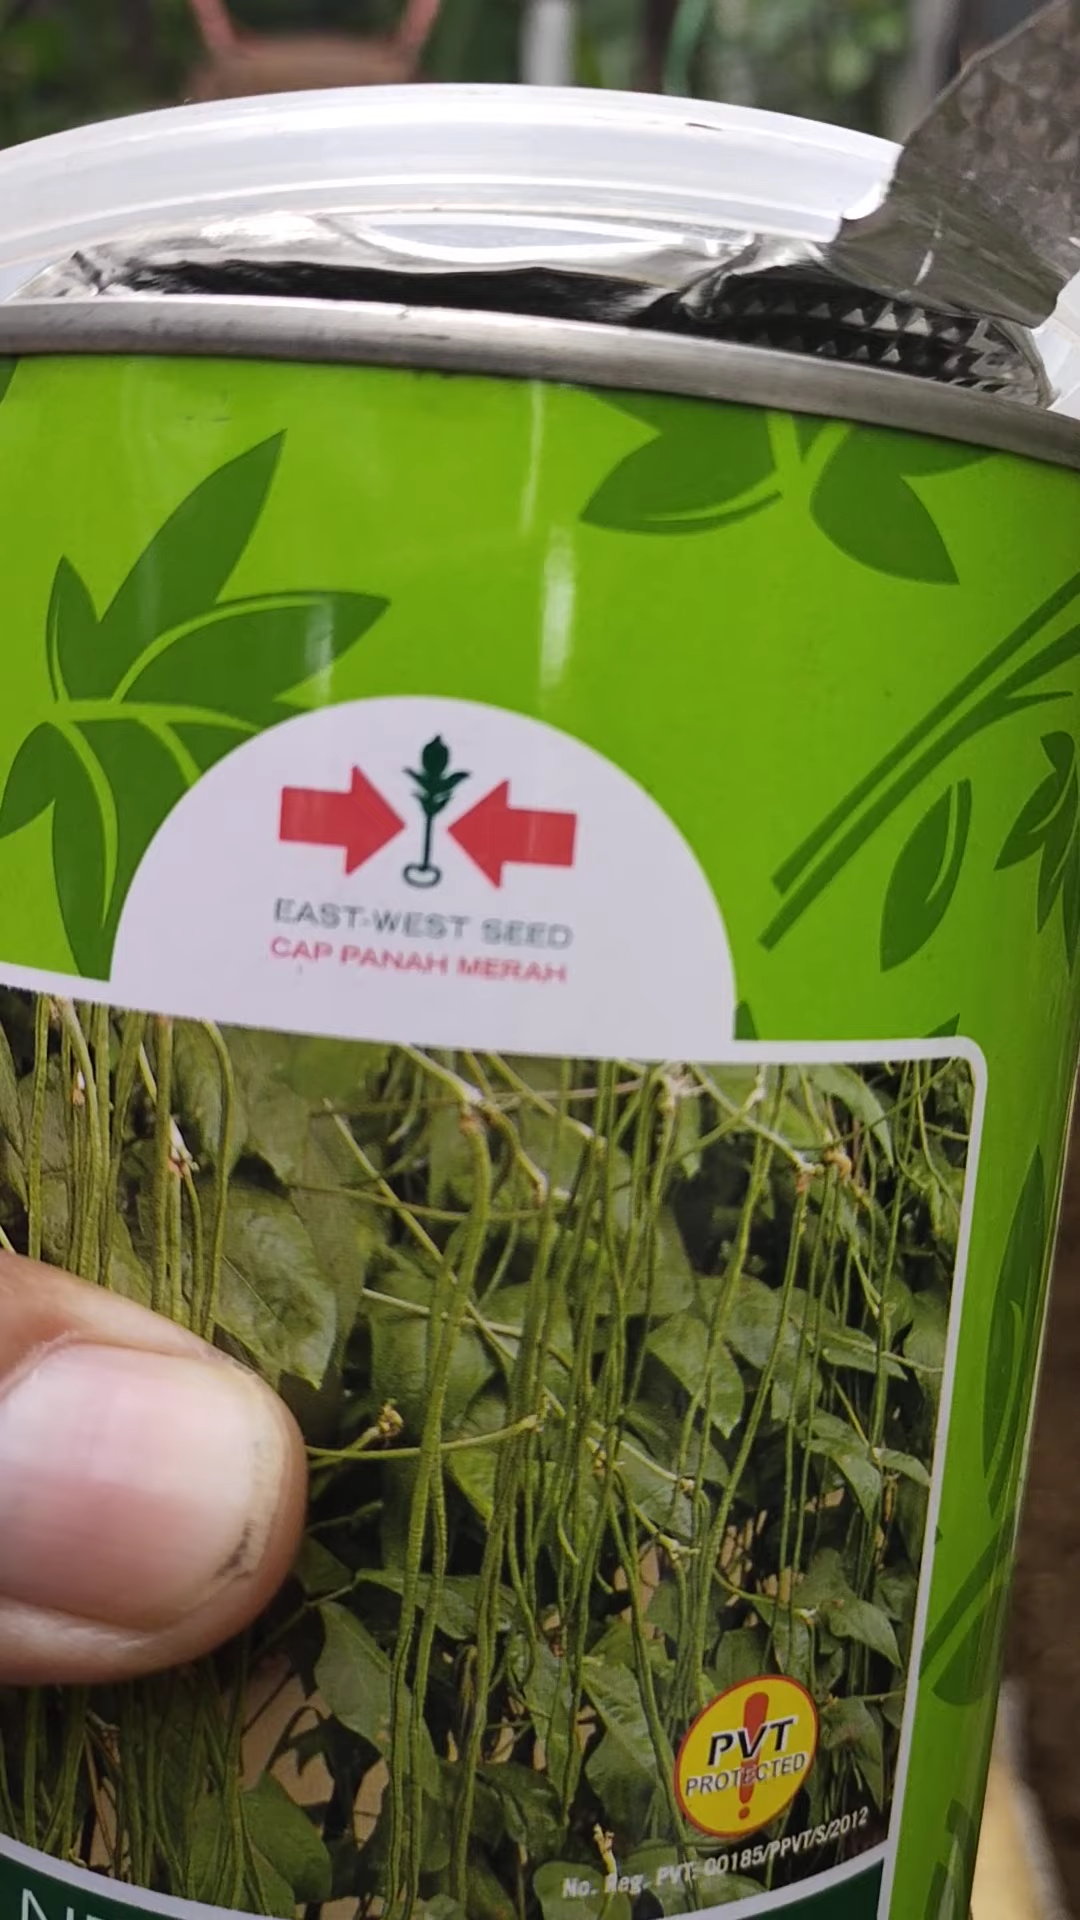 EAST-WEST SEED
CAP PANAH MERAH
PVT
PROTECTED
No. Reg. PVT: 00185/PPVT/S/2012